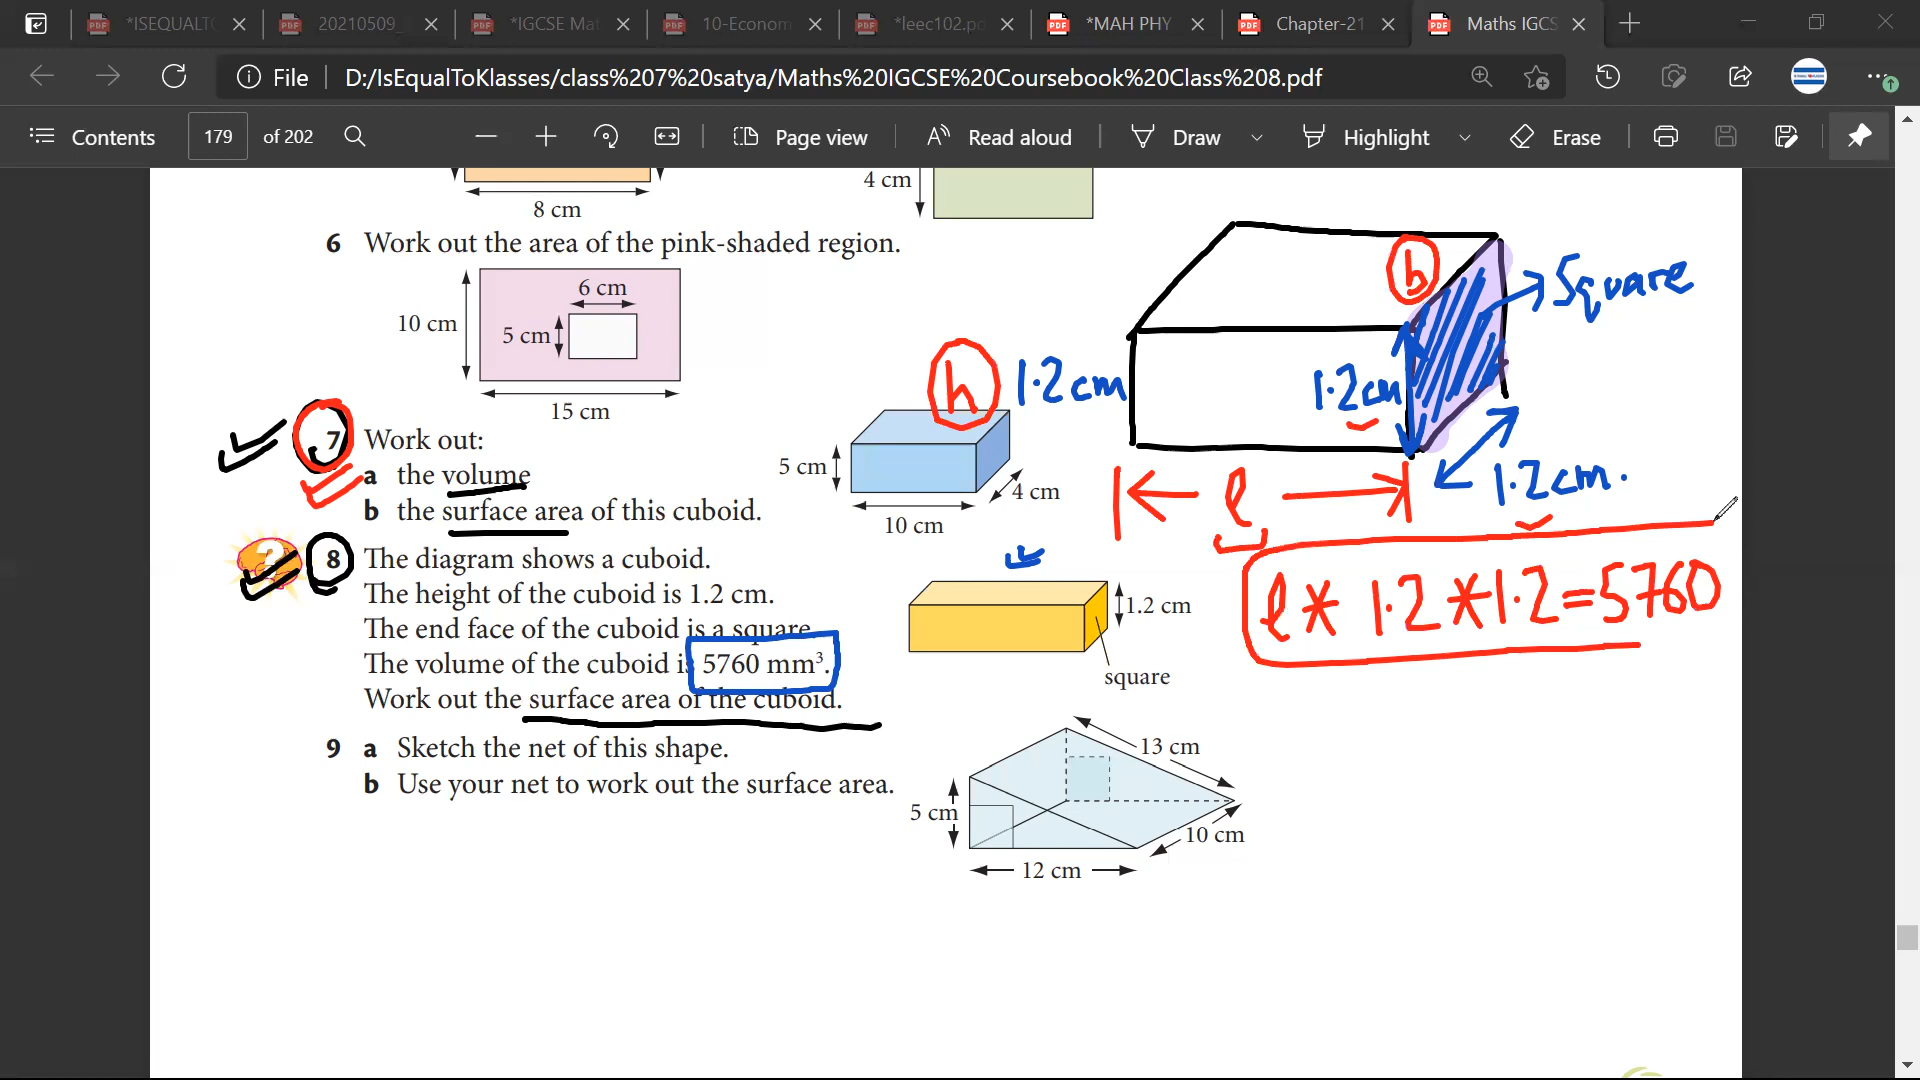 *ISEQUALT
20210509_
*IGCSE Mat
10-Econom
*leec102.pd
*MAH PHY
Chapter-21
Maths IGCS
File
D:/IsEqualToKlasses/class%207%20satya/Maths%20IGCSE%20Coursebook%20Class%208.pdf
Contents
179
of 202
Page view
Read aloud
Draw
Highlight
Erase
8 cm
4 cm
6 Work out the area of the pink-shaded region.
10 cm
6 cm
5 cm
15 cm
7 Work out:
a the volume
b the surface area of this cuboid.
5 cm
10 cm
4 cm
h
1.2 cm
b
Square
1.2 cm
l
1.2 cm.
l * 1.2 * 1.2 = 5760
8 The diagram shows a cuboid.
The height of the cuboid is 1.2 cm.
The end face of the cuboid is a square.
The volume of the cuboid is 5760 mm³.
Work out the surface area of the cuboid.
1.2 cm
square
9 a Sketch the net of this shape.
b Use your net to work out the surface area.
13 cm
5 cm
10 cm
12 cm